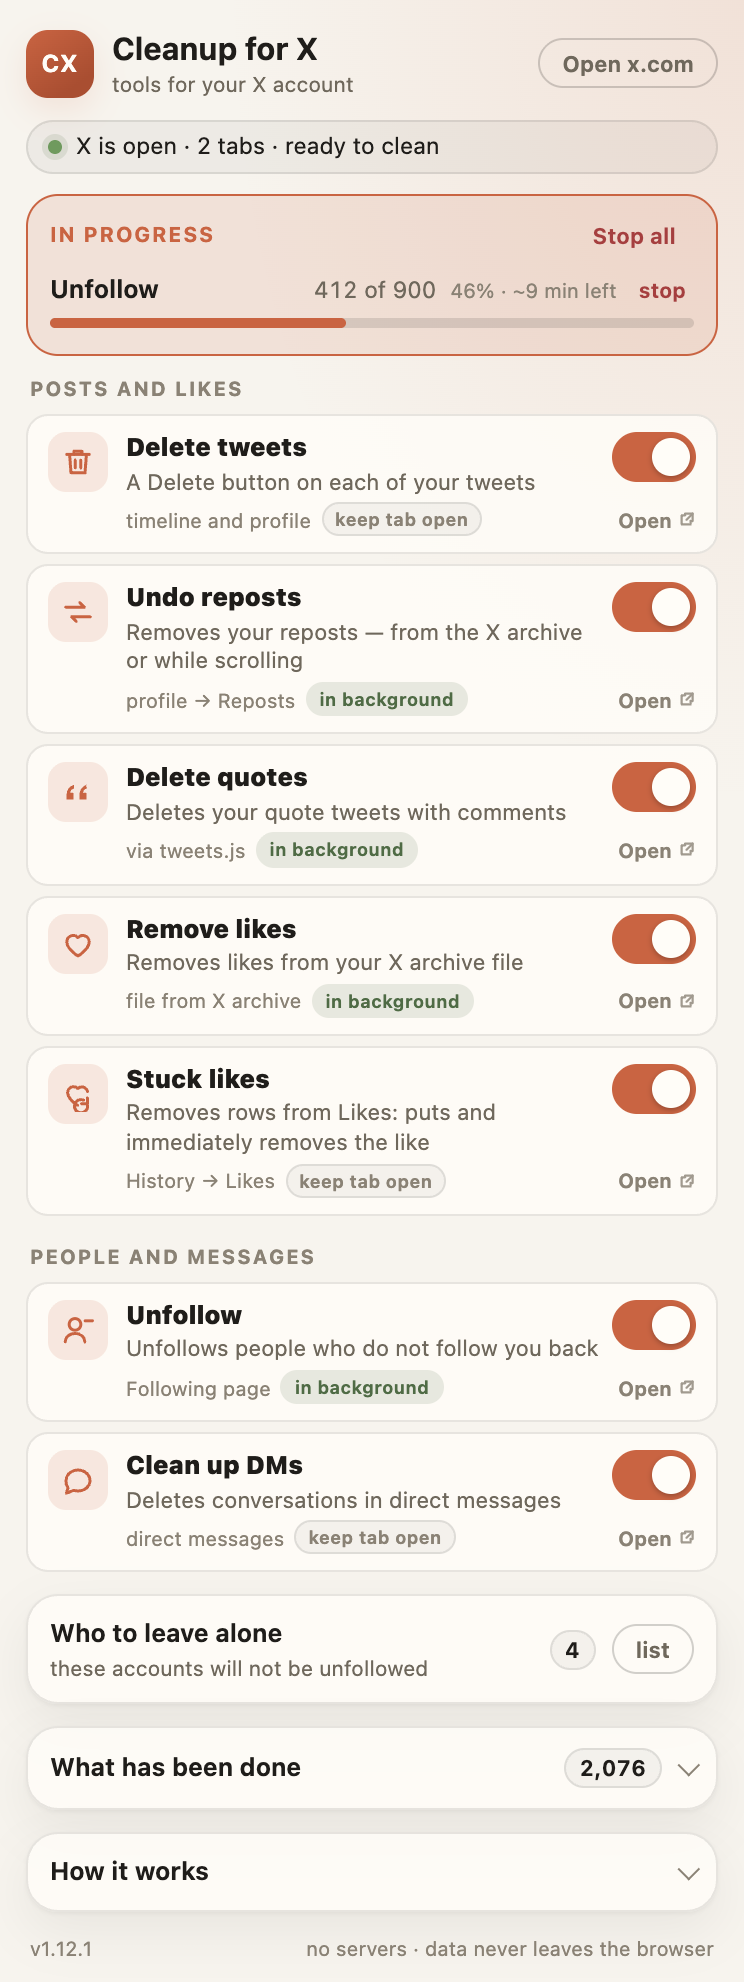 CX
Cleanup for X
tools for your X account
Open x.com
X is open · 2 tabs · ready to clean
IN PROGRESS
Stop all
Unfollow 412 of 900 46% · ~9 min left stop
POSTS AND LIKES
Delete tweets
A Delete button on each of your tweets
timeline and profile keep tab open Open
Undo reposts
Removes your reposts — from the X archive
or while scrolling
profile → Reposts in background Open
Delete quotes
Deletes your quote tweets with comments
via tweets.js in background Open
Remove likes
Removes likes from your X archive file
file from X archive in background Open
Stuck likes
Removes rows from Likes: puts and
immediately removes the like
History → Likes keep tab open Open
PEOPLE AND MESSAGES
Unfollow
Unfollows people who do not follow you back
Following page in background Open
Clean up DMs
Deletes conversations in direct messages
direct messages keep tab open Open
Who to leave alone
these accounts will not be unfollowed
4 list
What has been done 2,076
How it works
v1.12.1 no servers · data never leaves the browser